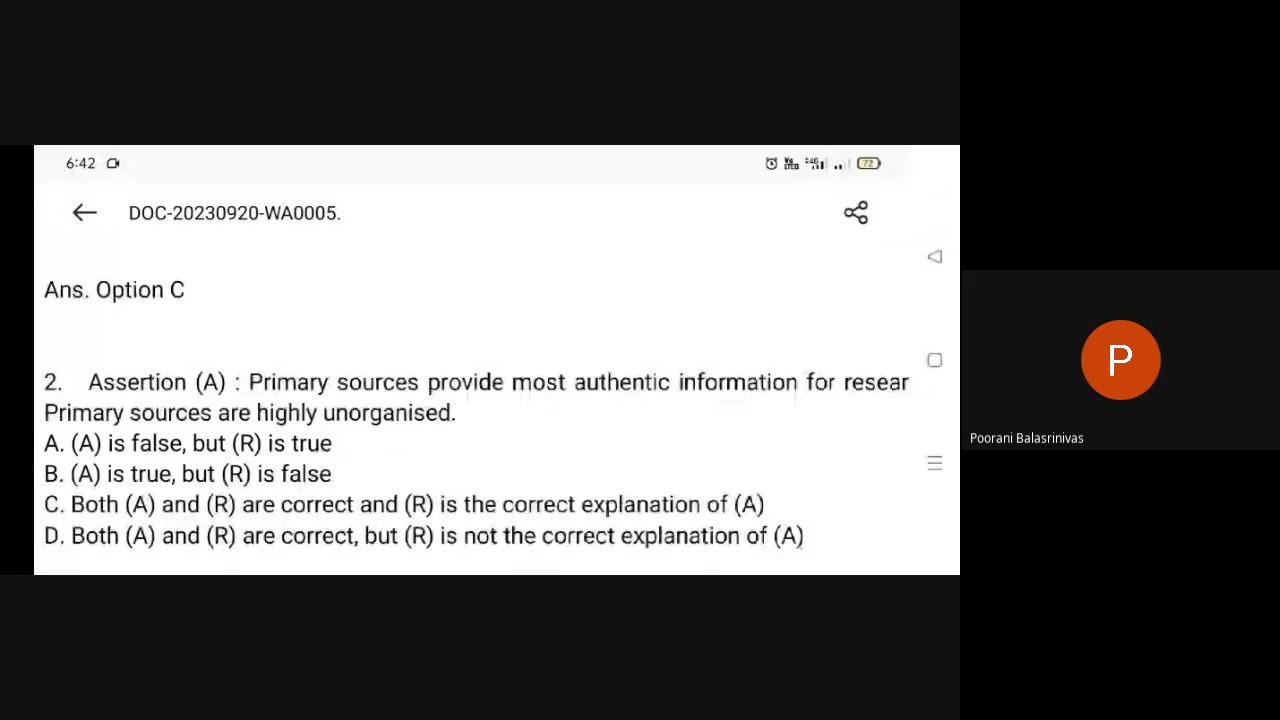 6:42
72
DOC-20230920-WA0005.
Ans. Option C
2. Assertion (A) : Primary sources provide most authentic information for resear
Primary sources are highly unorganised.
A. (A) is false, but (R) is true
B. (A) is true, but (R) is false
C. Both (A) and (R) are correct and (R) is the correct explanation of (A)
D. Both (A) and (R) are correct, but (R) is not the correct explanation of (A)
P
Poorani Balasrinivas